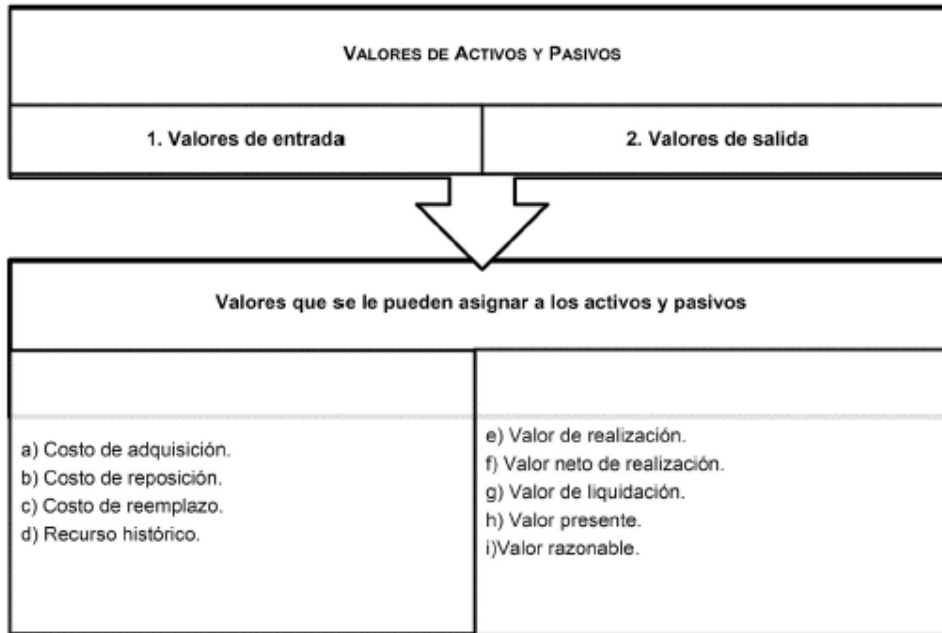 VALORES DE ACTIVOS Y PASIVOS
1. Valores de entrada
2. Valores de salida
Valores que se le pueden asignar a los activos y pasivos
a) Costo de adquisición.
b) Costo de reposición.
c) Costo de reemplazo.
d) Recurso histórico.
e) Valor de realización.
f) Valor neto de realización.
g) Valor de liquidación.
h) Valor presente.
i)Valor razonable.